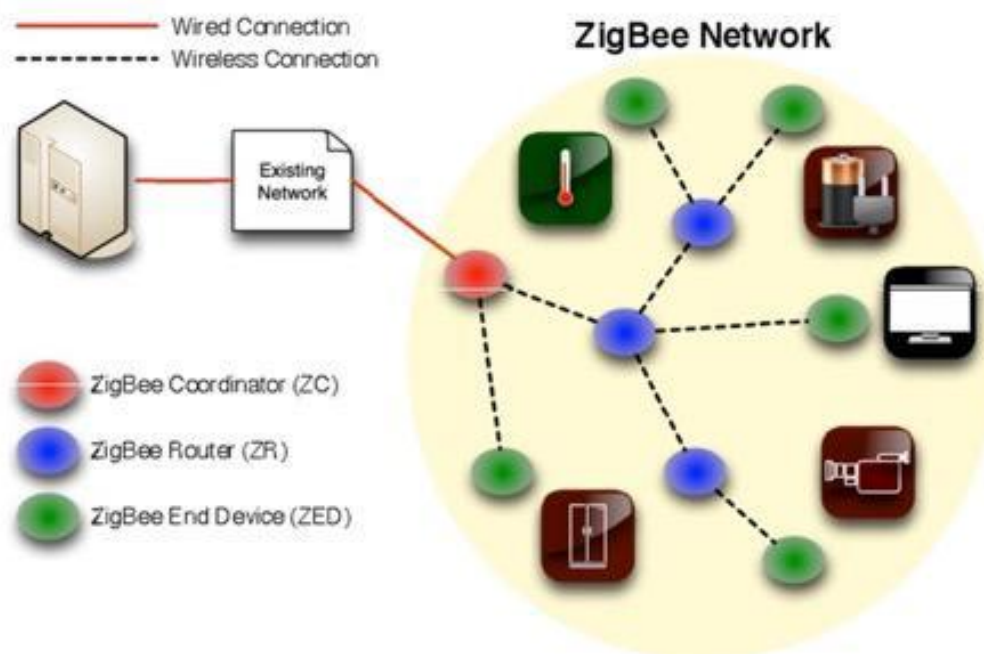 Wired Connection
Wireless Connection
ZigBee Network
Existing
Network
ZigBee Coordinator (ZC)
ZigBee Router (ZR)
ZigBee End Device (ZED)